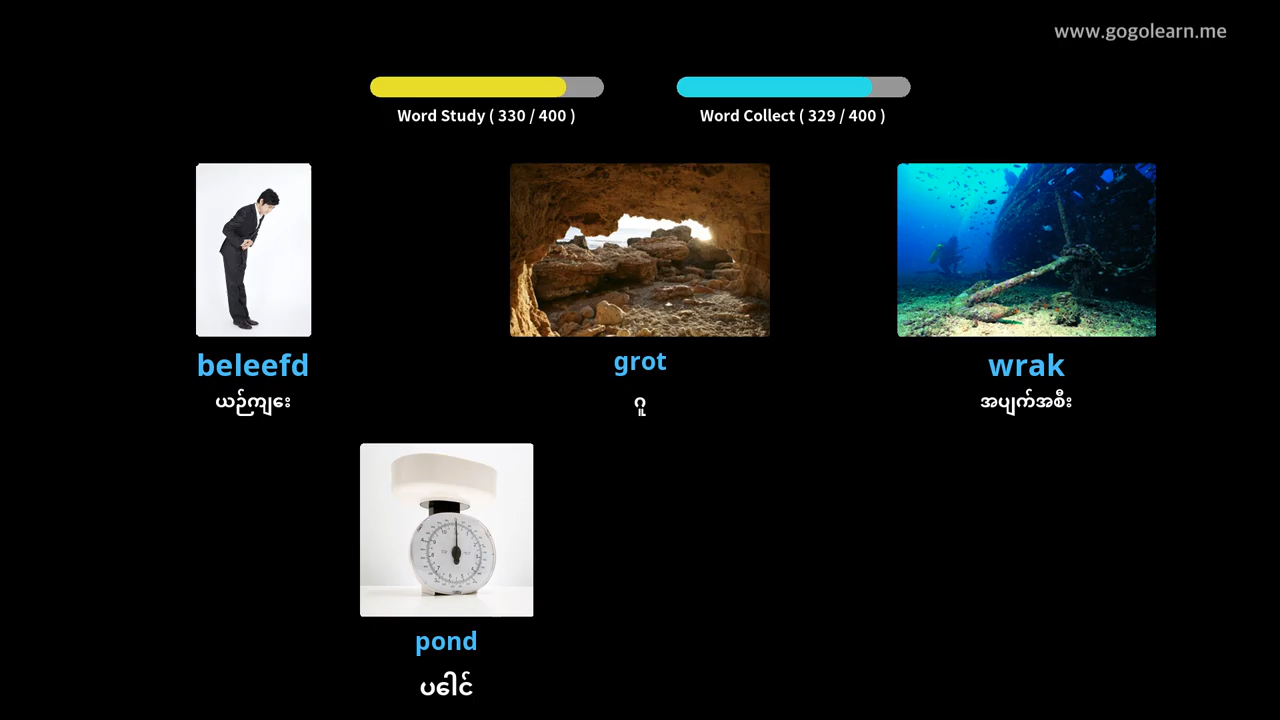 www.gogolearn.me
Word Study ( 330 / 400 )
Word Collect ( 329 / 400 )
beleefd
grot
wrak
ယဉ်ကျေး
ဂူ
အပျက်အစီး
pond
ပေါင်